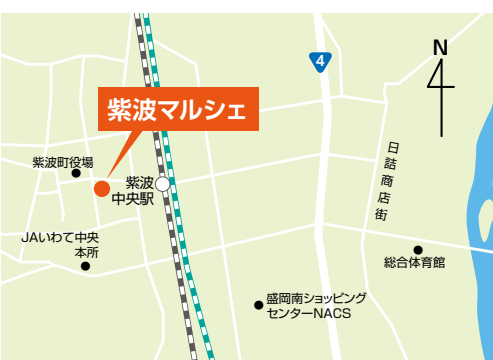 N
4
紫波マルシェ
日詰商店街
紫波町役場
紫波
中央駅
JAいわて中央
本所
総合体育館
盛岡南ショッピング
センターNACS